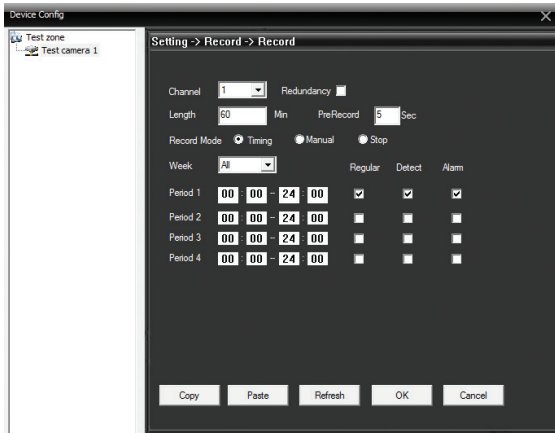 Device Config
Test zone
Test camera 1
Setting -> Record -> Record
Channel 1 Redundancy
Length 60 Min PreRecord 5 Sec
Record Mode Timing Manual Stop
Week All Regular Detect Alarm
Period 1 00 : 00 - 24 : 00
Period 2 00 : 00 - 24 : 00
Period 3 00 : 00 - 24 : 00
Period 4 00 : 00 - 24 : 00
Copy Paste Refresh OK Cancel